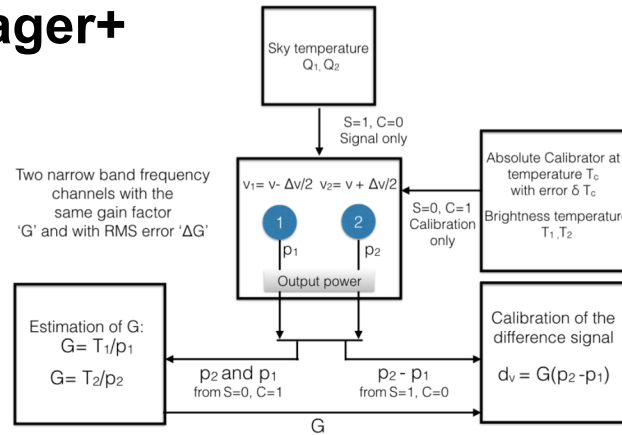 ager+
Sky temperature
Q1, Q2
S=1, C=0
Signal only
Two narrow band frequency
channels with the
same gain factor
'G' and with RMS error 'ΔG'
ν1= ν- Δν/2 ν2= ν + Δν/2
1
2
p1
p2
Output power
S=0, C=1
Calibration
only
Absolute Calibrator at
temperature Tc
with error δ Tc
Brightness temperature
T1 ,T2
Estimation of G:
G= T1/p1
G= T2/p2
p2 and p1
from S=0, C=1
p2 - p1
from S=1, C=0
Calibration of the
difference signal
dν = G(p2 -p1)
G